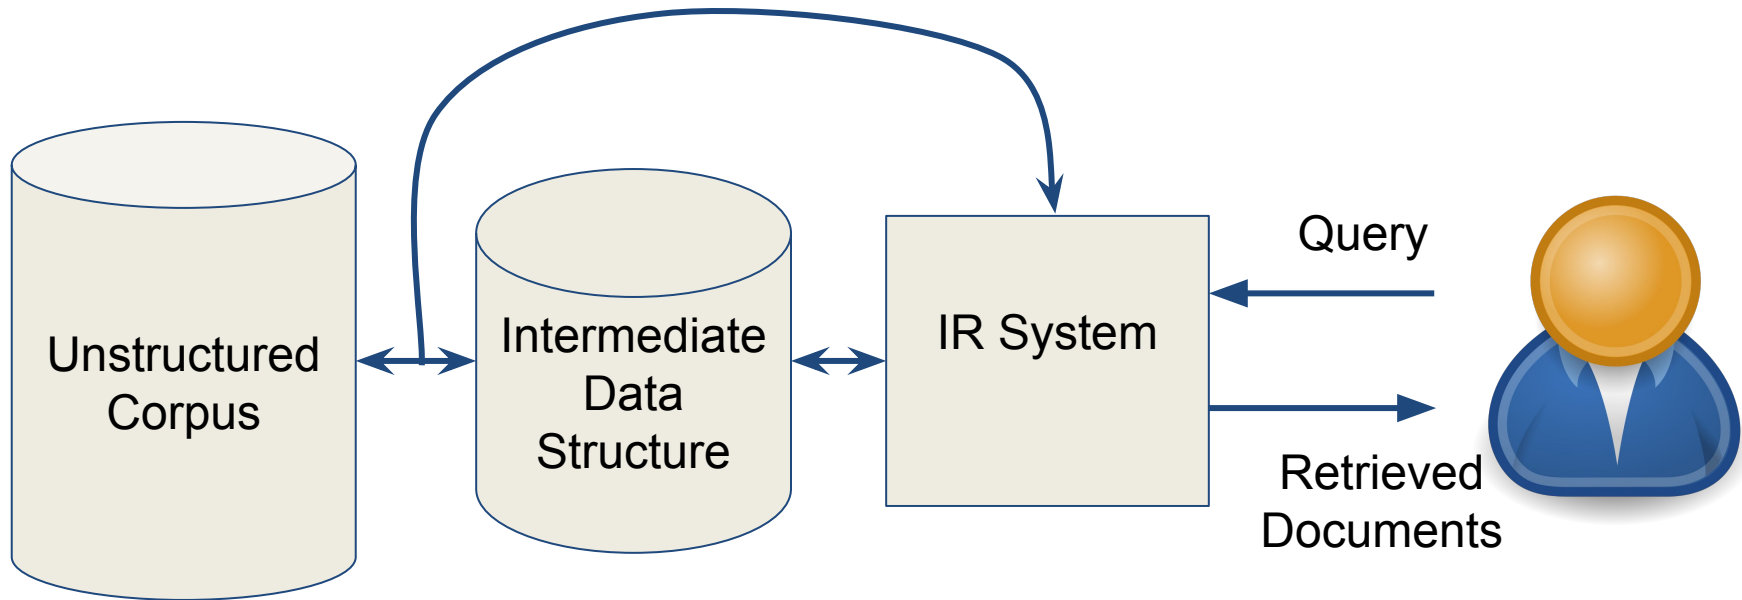 Unstructured
Corpus
Intermediate
Data
Structure
IR System
Query
Retrieved
Documents